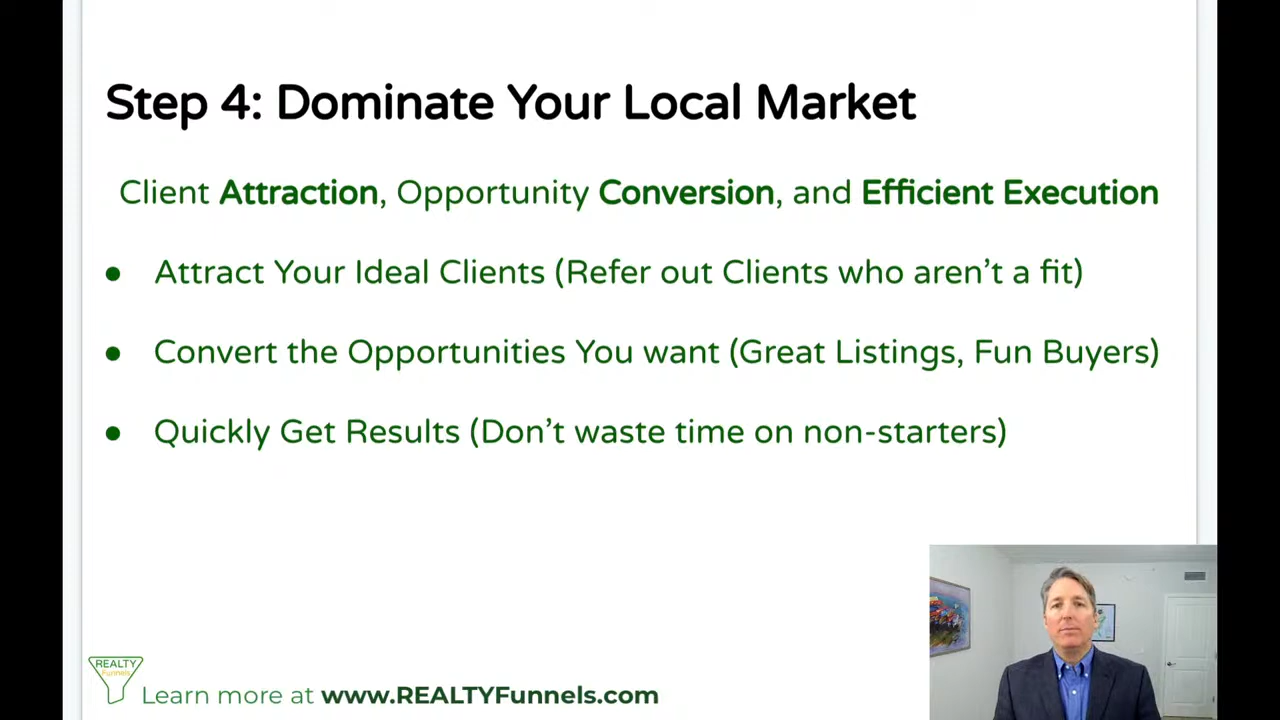 Step 4: Dominate Your Local Market
Client Attraction, Opportunity Conversion, and Efficient Execution
● Attract Your Ideal Clients (Refer out Clients who aren't a fit)
● Convert the Opportunities You want (Great Listings, Fun Buyers)
● Quickly Get Results (Don't waste time on non-starters)
REALTY
Funnels
Learn more at www.REALTYFunnels.com